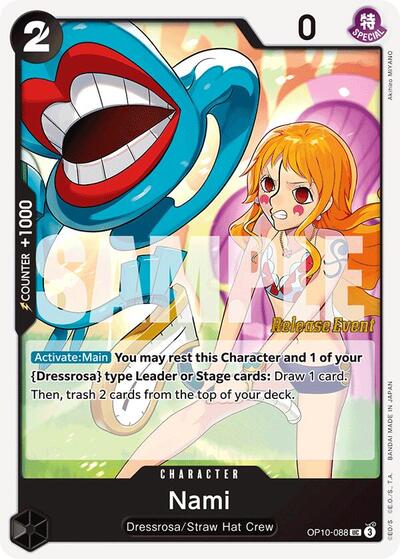 2
0
特
SPECIAL
Akihiro MIYANO
COUNTER +1000
SAMPLE
Release Event
Activate:Main You may rest this Character and 1 of your
{Dressrosa} type Leader or Stage cards: Draw 1 card.
Then, trash 2 cards from the top of your deck.
CHARACTER
Nami
Dressrosa/Straw Hat Crew
OP10-088 UC 3
©E.O./S., T.A. BANDAI MADE IN JAPAN